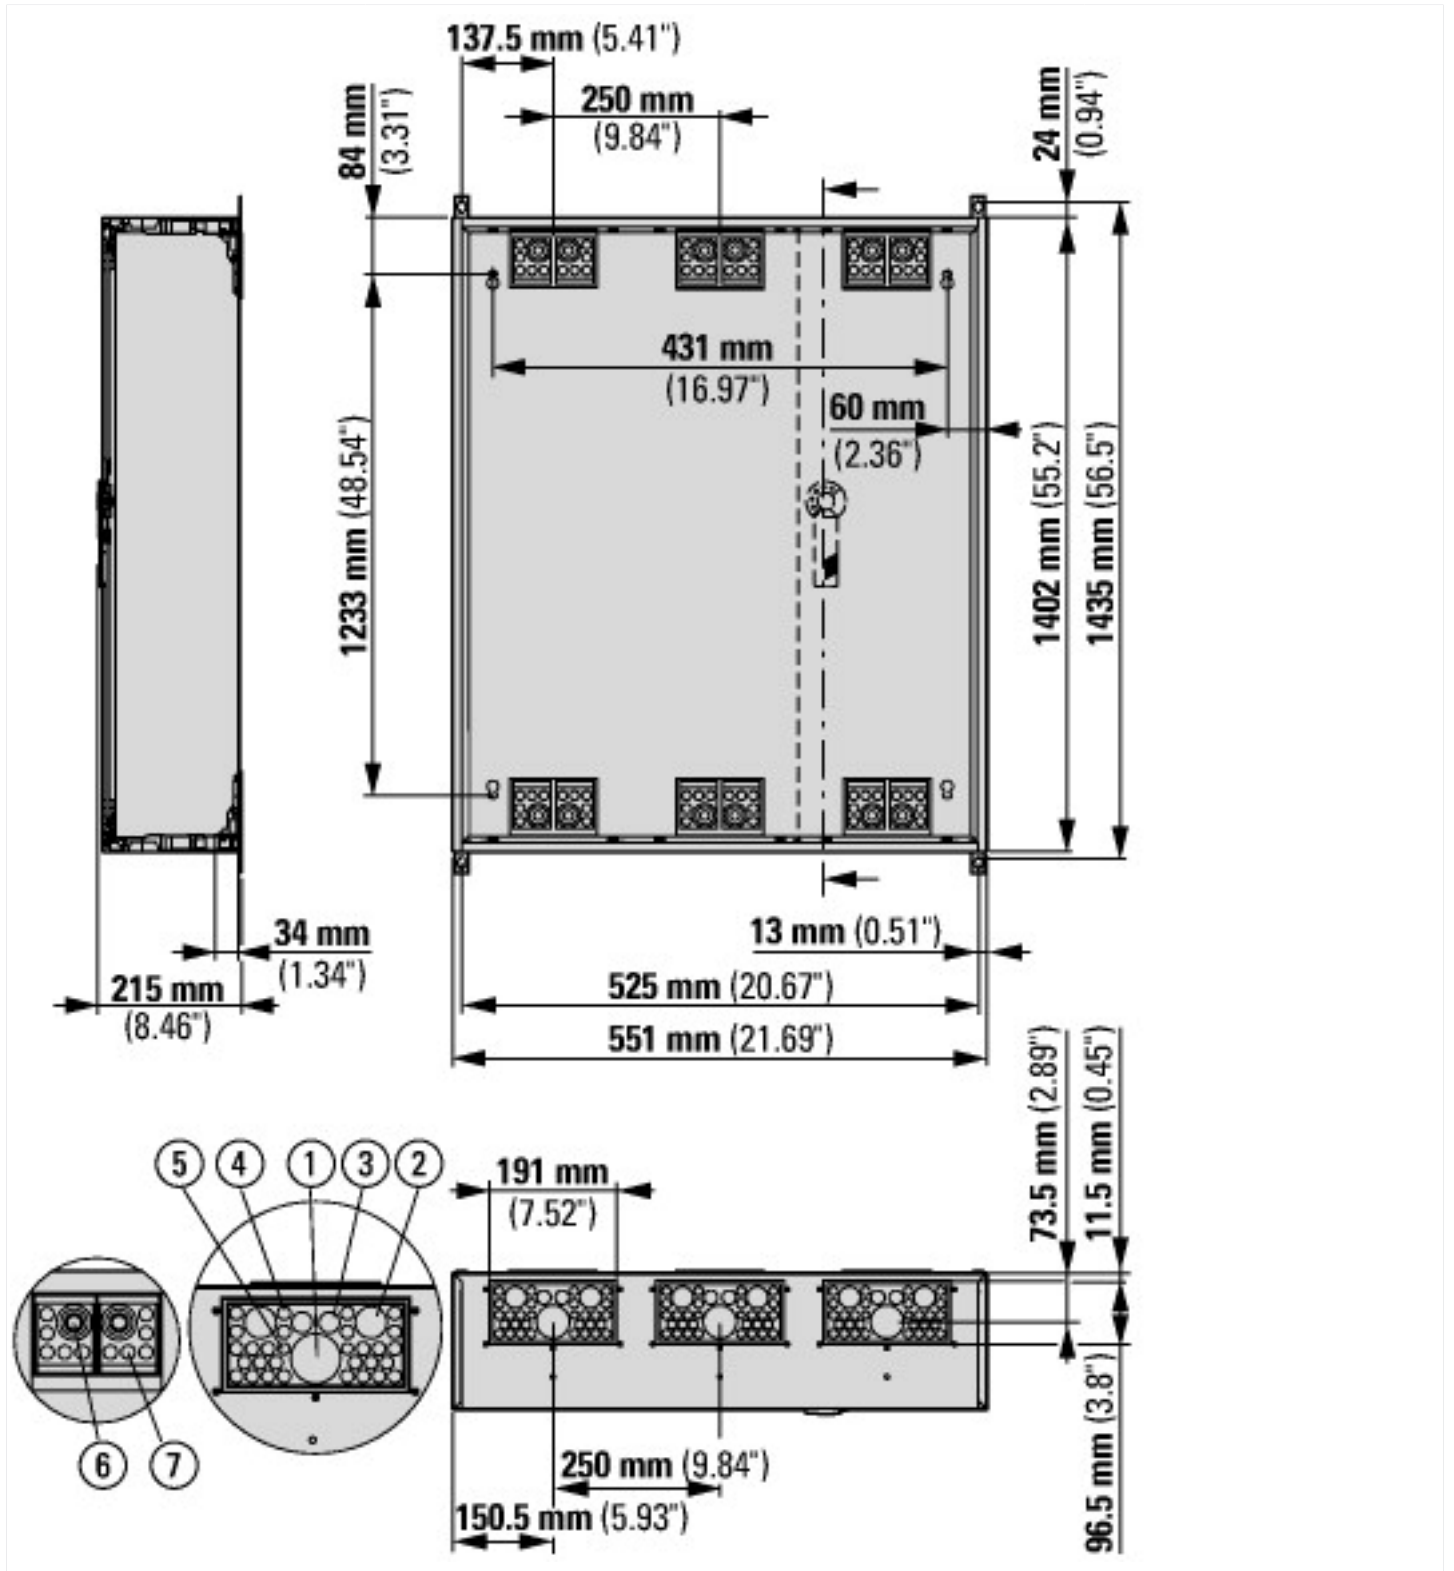 137.5 mm (5.41")
250 mm
(9.84")
84 mm
(3.31")
24 mm
(0.94")
431 mm
(16.97")
60 mm
(2.36")
1233 mm (48.54")
1402 mm (55.2")
1435 mm (56.5")
34 mm
(1.34")
215 mm
(8.46")
13 mm (0.51")
525 mm (20.67")
551 mm (21.69")
73.5 mm (2.89")
11.5 mm (0.45")
5 4 1 3 2
191 mm
(7.52")
6 7
250 mm (9.84")
150.5 mm (5.93")
96.5 mm (3.8")